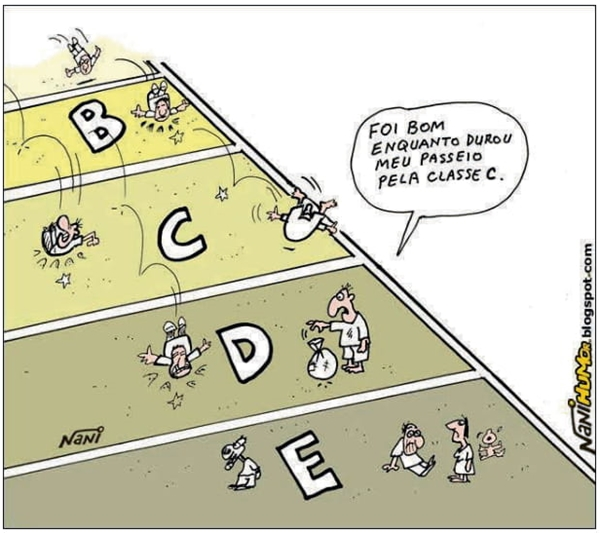 B
FOI BOM
ENQUANTO DUROU
MEU PASSEIO
PELA CLASSE C.
C
D
E
NANI
NANiHUMOR.blogspot.com